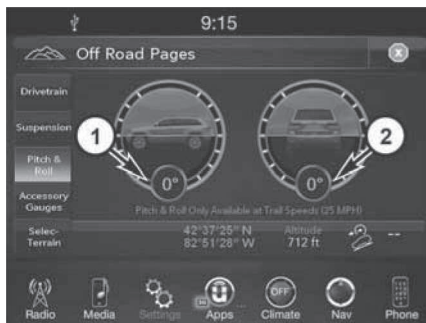 9:15
Off Road Pages
Drivetrain
Suspension
Pitch &
Roll
Accessory
Gauges
Selec-
Terrain
1
2
0°
0°
Pitch & Roll Only Available at Trail Speeds (25 MPH)
42°37'25" N
82°51'28" W
Altitude
712 ft
--
OFF
Radio
Media
Settings
Apps
Climate
Nav
Phone